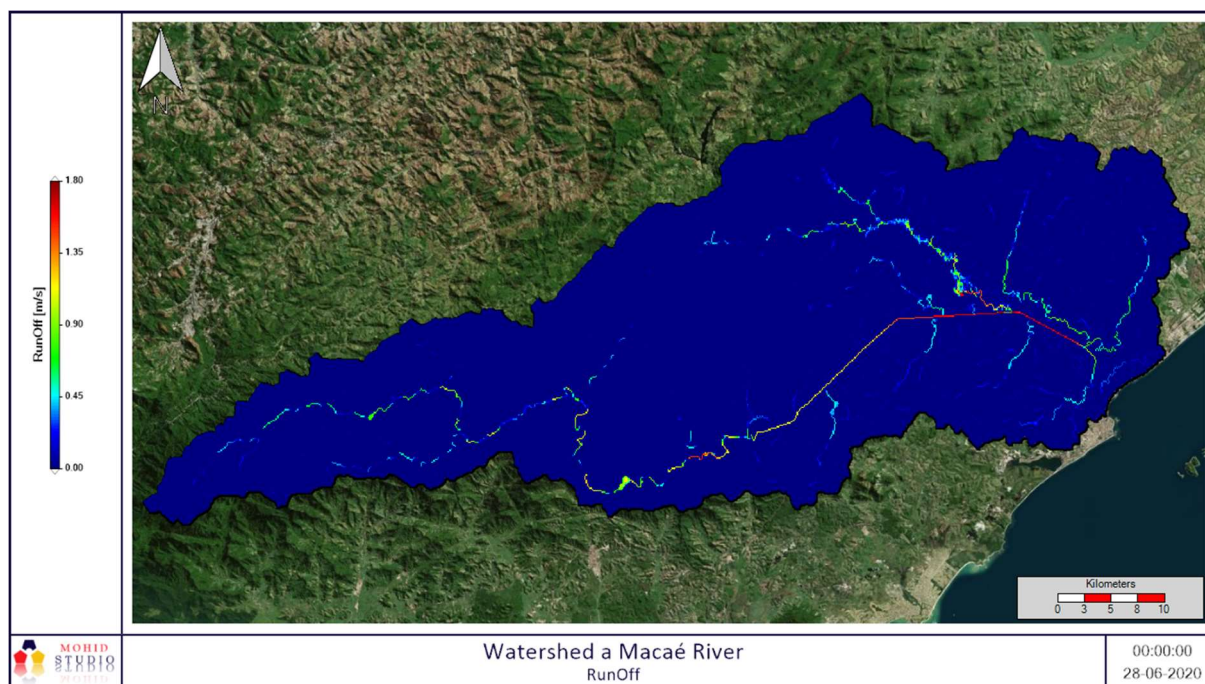 N
1.80
1.35
0.90
0.45
0.00
RunOff [m/s]
Kilometers
0 3 5 8 10
MOHID
STUDIO
Watershed a Macaé River
RunOff
00:00:00
28-06-2020